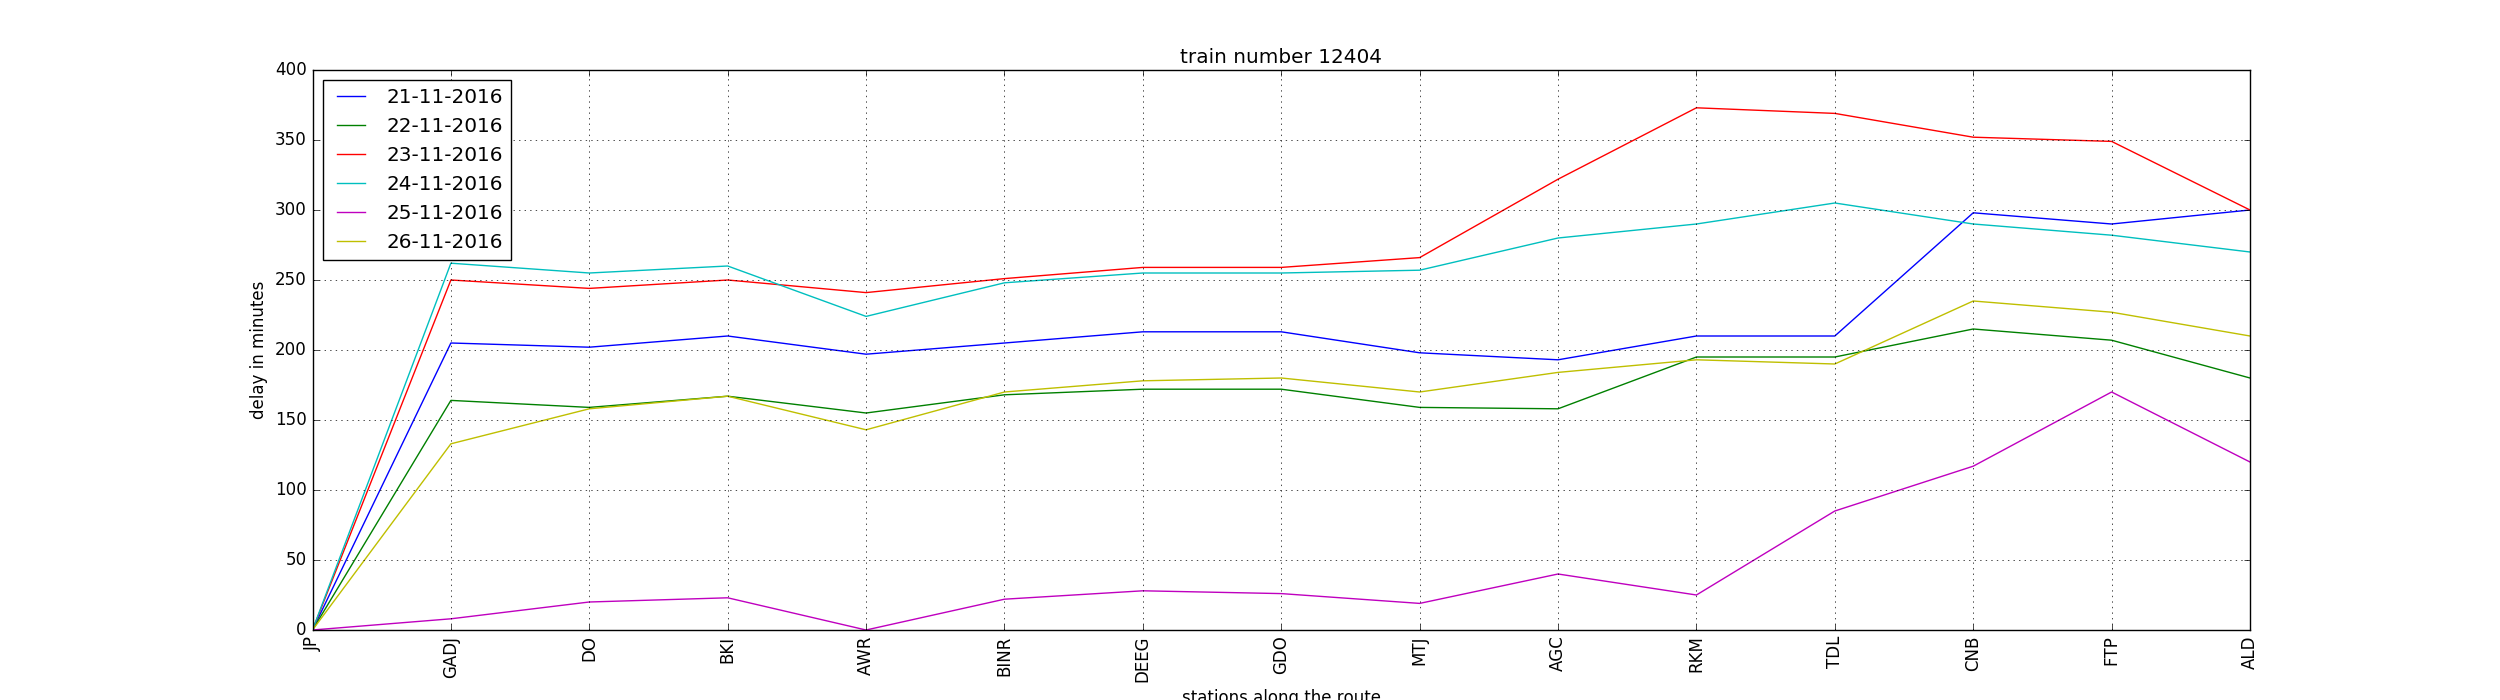 train number 12404
400
350
300
250
200
150
100
50
0
delay in minutes
21-11-2016
22-11-2016
23-11-2016
24-11-2016
25-11-2016
26-11-2016
JP
GADJ
DO
BKI
AWR
BINR
DEEG
GDO
MTJ
AGC
RKM
TDL
CNB
FTP
ALD
stations along the route